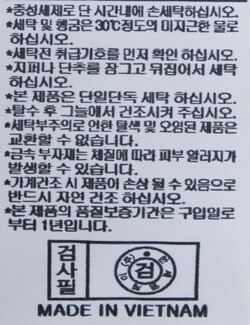 *중성세제로 단 시간내에 손세탁하십시오.
*세탁 및 헹굼은 30℃정도의 미지근한 물로
하십시오.
*세탁전 취급기호를 먼저 확인 하십시오.
*지퍼나 단추를 잠그고 뒤집어서 세탁
하십시오.
*본 제품은 단일단독 세탁 하십시오.
*탈수 후 그늘에서 건조시켜 주십시오.
*세탁부주의로 인한 탈색 및 오염된 제품은
교환할 수 없습니다.
*금속 부자재는 체질에 따라 피부 알러지가
발생할 수 있습니다.
*기계건조 시 제품이 손상 될 수 있음으로
반드시 자연 건조 하십시오.
*본 제품의 품질보증기간은 구입일로
부터 1년입니다.
검사필
검
MADE IN VIETNAM